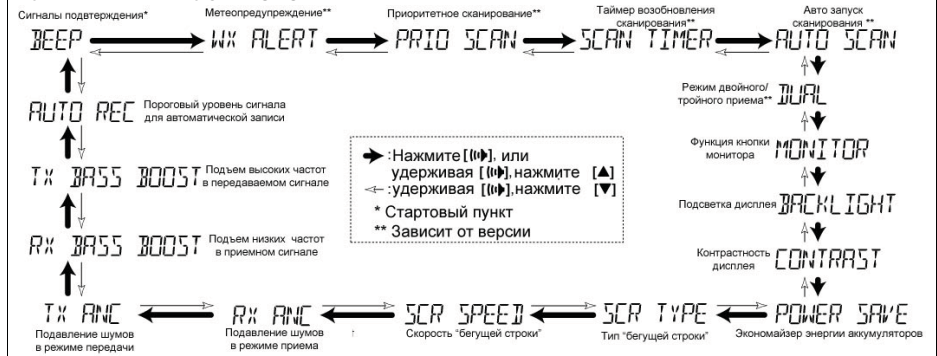 Сигналы подвтерждения*
Метеопредупреждение**
Приоритетное сканирование**
Таймер возобновления
сканирования**
Авто запуск
сканирования **
BEEP
WX ALERT
PRIO SCAN
SCAN TIMER
AUTO SCAN
Режим двойного/
тройного приема**
DUAL
AUTO REC
Пороговый уровень сигнала
для автоматической записи
Функция кнопки
монитора
MONITOR
TX BASS BOOST
Подъем высоких частот
в передаваемом сигнале
:Нажмите [(())], или
удерживая [(())],нажмите [▲]
:удерживая [(())],нажмите [▼]
* Стартовый пункт
** Зависит от версии
Подсветка дисплея
BACKLIGHT
RX BASS BOOST
Подъем низких частот
в приемном сигнале
Контрастность
дисплея
CONTRAST
TX ANC
RX ANC
SCR SPEED
SCR TYPE
POWER SAVE
Подавление шумов
в режиме передачи
Подавление шумов
в режиме приема
Скорость “бегущей строки”
Тип “бегущей строки”
Экономайзер энергии аккумуляторов